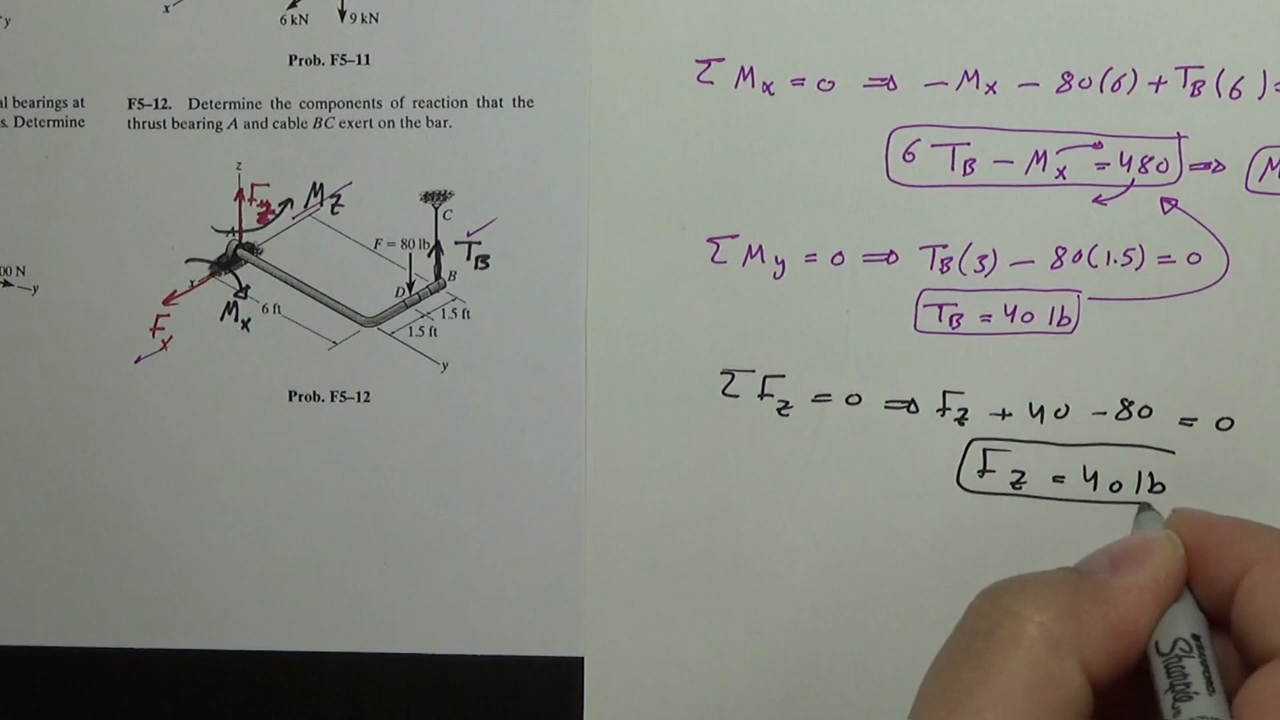 y
x
6 kN
9 kN
Prob. F5–11
al bearings at
s. Determine
F5–12. Determine the components of reaction that the
thrust bearing A and cable BC exert on the bar.
z
Fz
Mz
A
C
F = 80 lb
TB
B
D
00 N
y
x
Fx
Mx
6 ft
1.5 ft
1.5 ft
y
Prob. F5–12
Σ Mx = 0 ⇒ -Mx - 80(6) + TB(6)=
6 TB - Mx = 480 ⇒ M
Σ My = 0 ⇒ TB(3) - 80(1.5) = 0
TB = 40 lb
Σ Fz = 0 ⇒ Fz + 40 - 80 = 0
Fz = 40 lb
Sharpie